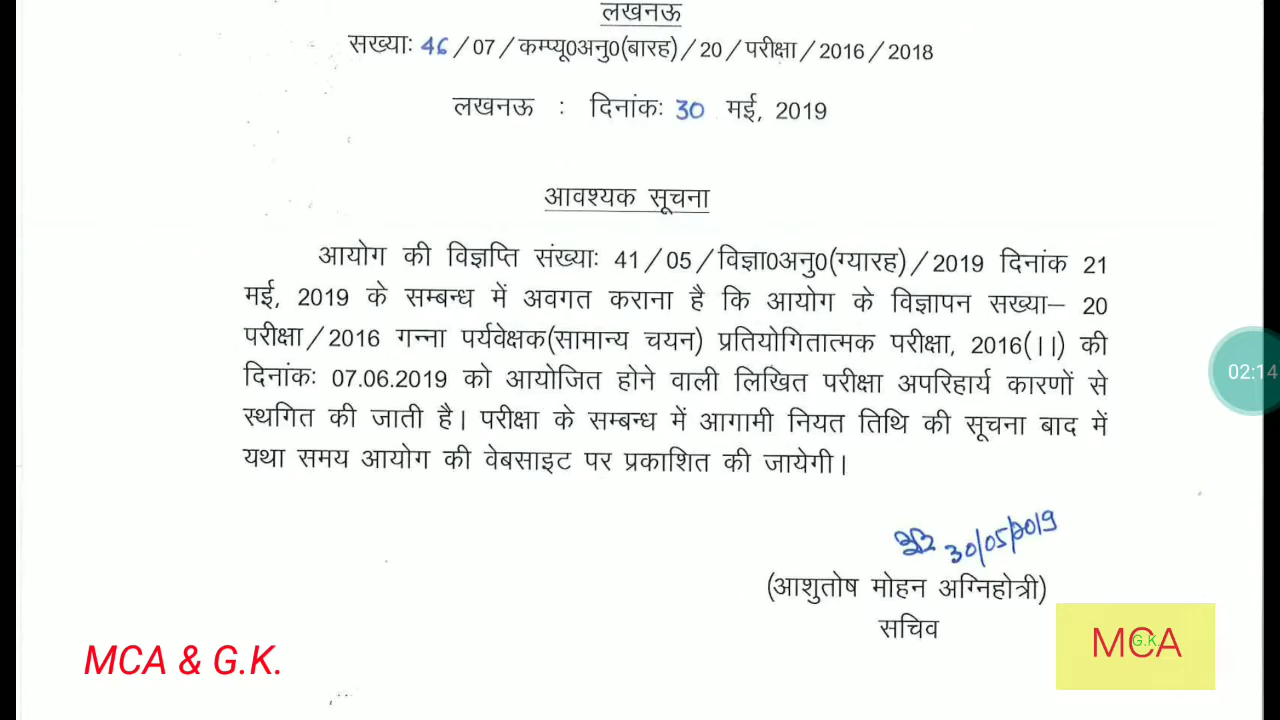 लखनऊ
सख्याः 46/07/कम्प्यू0अनु0(बारह)/20/परीक्षा/2016/2018
लखनऊ : दिनांकः 30 मई, 2019
आवश्यक सूचना
आयोग की विज्ञप्ति संख्याः 41/05/विज्ञा0अनु0(ग्यारह)/2019 दिनांक 21
मई, 2019 के सम्बन्ध में अवगत कराना है कि आयोग के विज्ञापन सख्या– 20
परीक्षा/2016 गन्ना पर्यवेक्षक(सामान्य चयन) प्रतियोगितात्मक परीक्षा, 2016(।।) की
दिनांकः 07.06.2019 को आयोजित होने वाली लिखित परीक्षा अपरिहार्य कारणों से
स्थगित की जाती है। परीक्षा के सम्बन्ध में आगामी नियत तिथि की सूचना बाद में
यथा समय आयोग की वेबसाइट पर प्रकाशित की जायेगी।
30/05/2019
(आशुतोष मोहन अग्निहोत्री)
सचिव
02:14
MCA & G.K.
MCA
G.K.